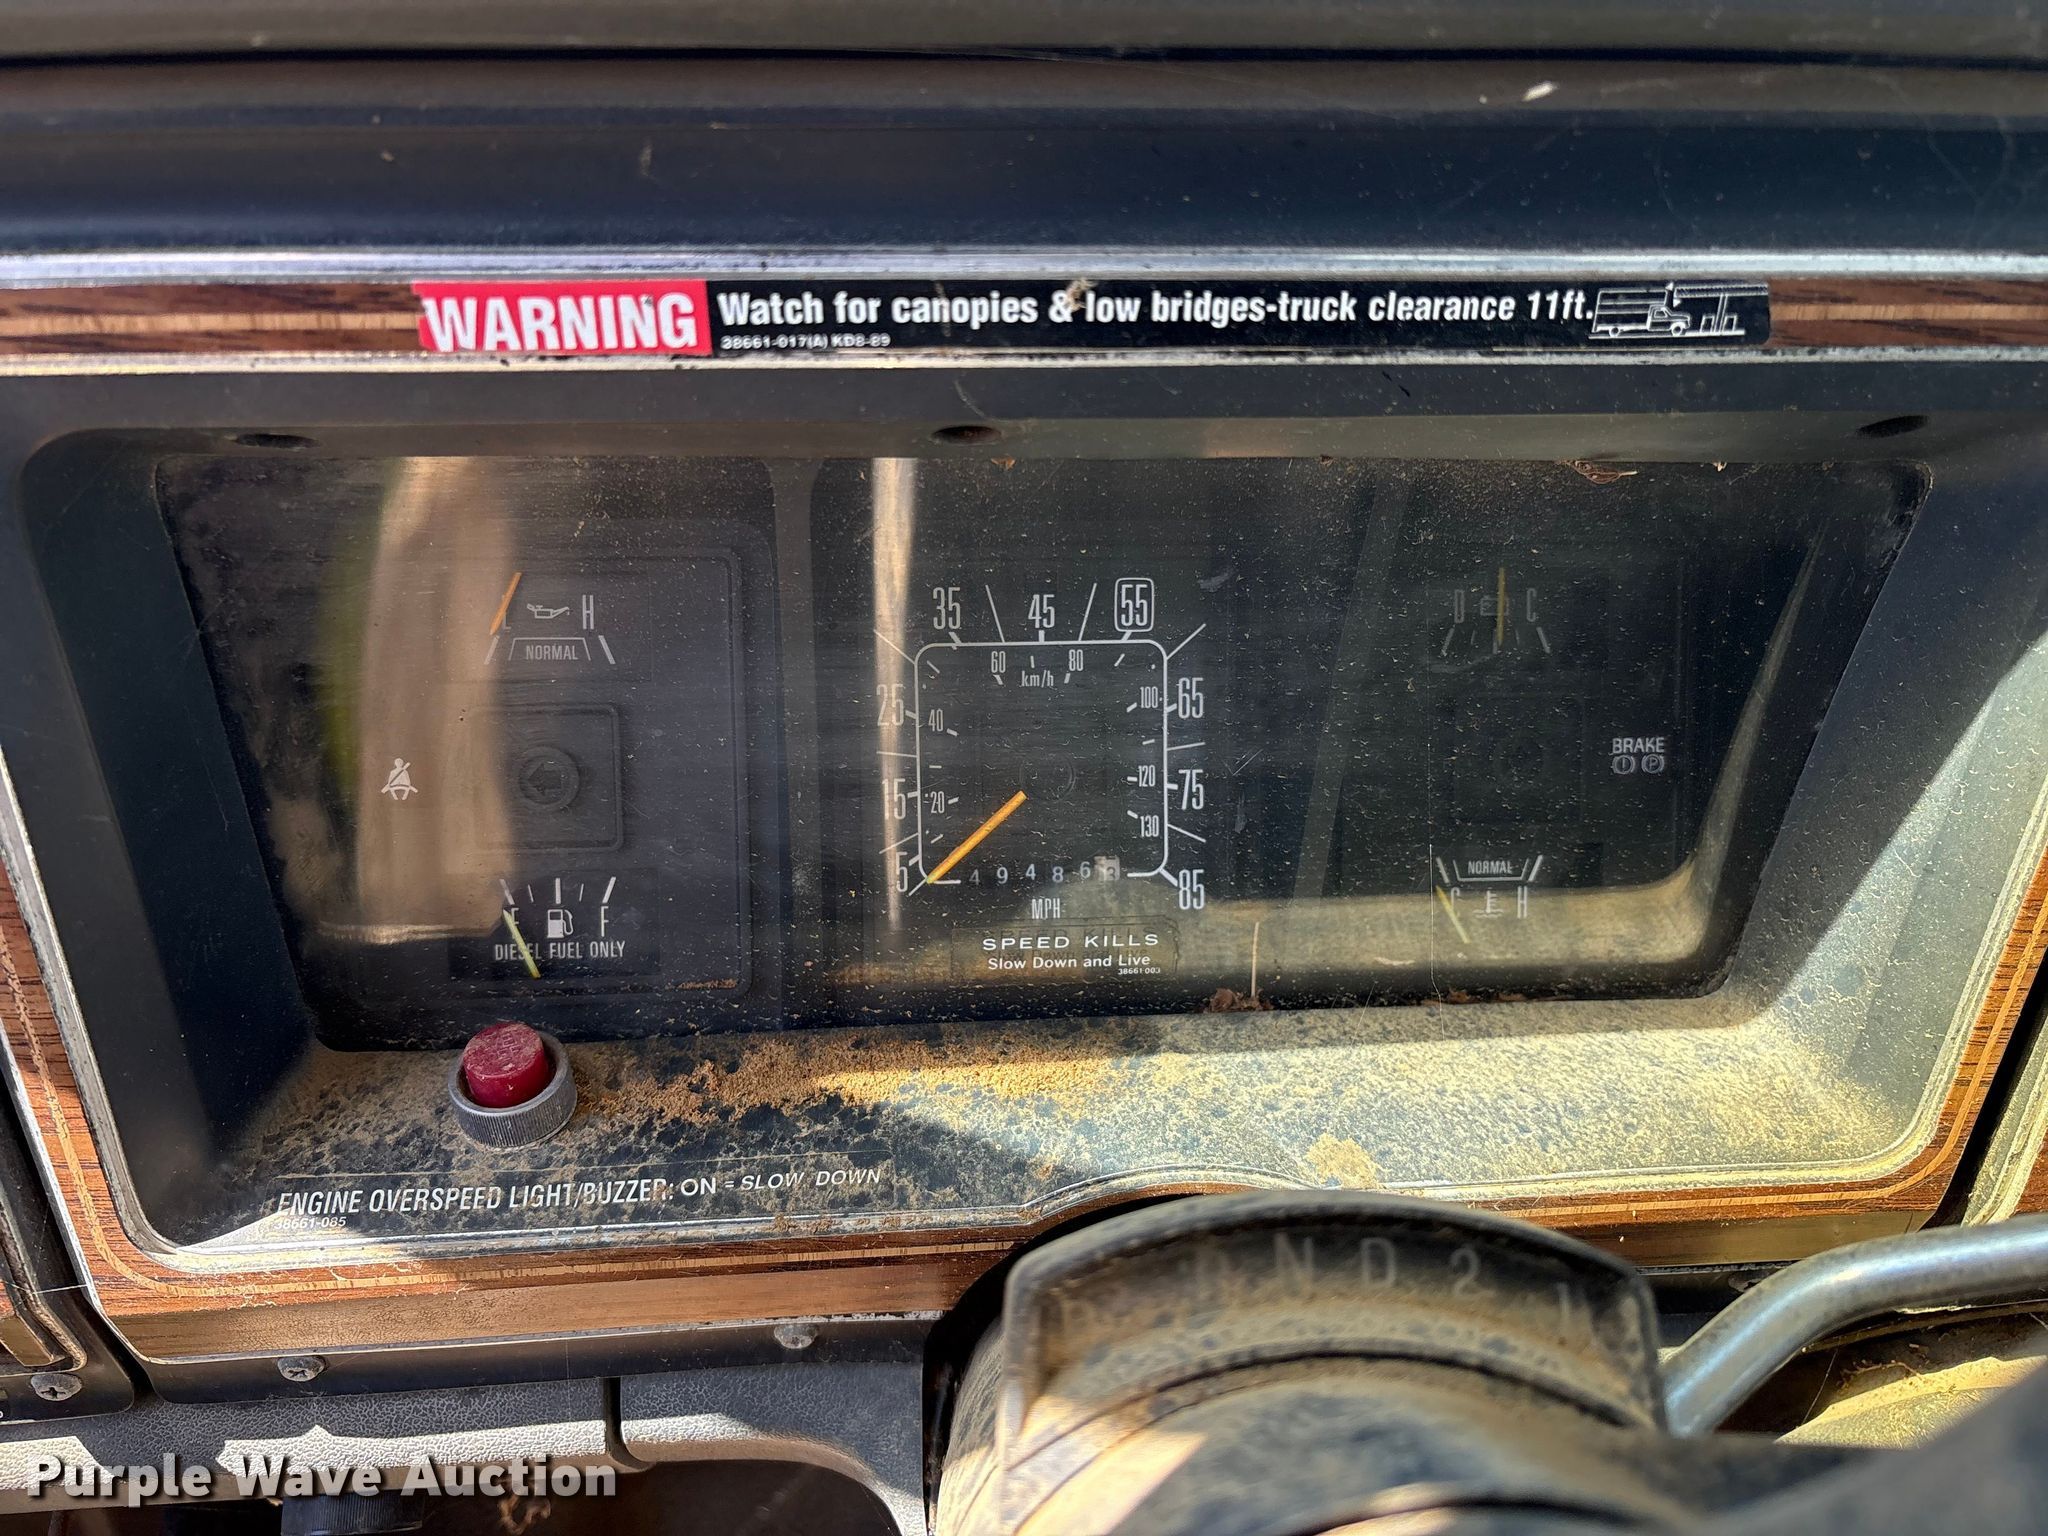 WARNING Watch for canopies & low bridges-truck clearance 11ft.
38661-017(A) KD8-89
L H
NORMAL
35 45 55
60 80
km/h
25 40 100 65
15 20 120 75
130
5 4 9 4 8 6 3 85
MPH
SPEED KILLS
Slow Down and Live
38661-003
E F
DIESEL FUEL ONLY
D C
BRAKE
P
NORMAL
C H
ENGINE OVERSPEED LIGHT/BUZZER: ON = SLOW DOWN
38661-085
N D 2 1
Purple Wave Auction